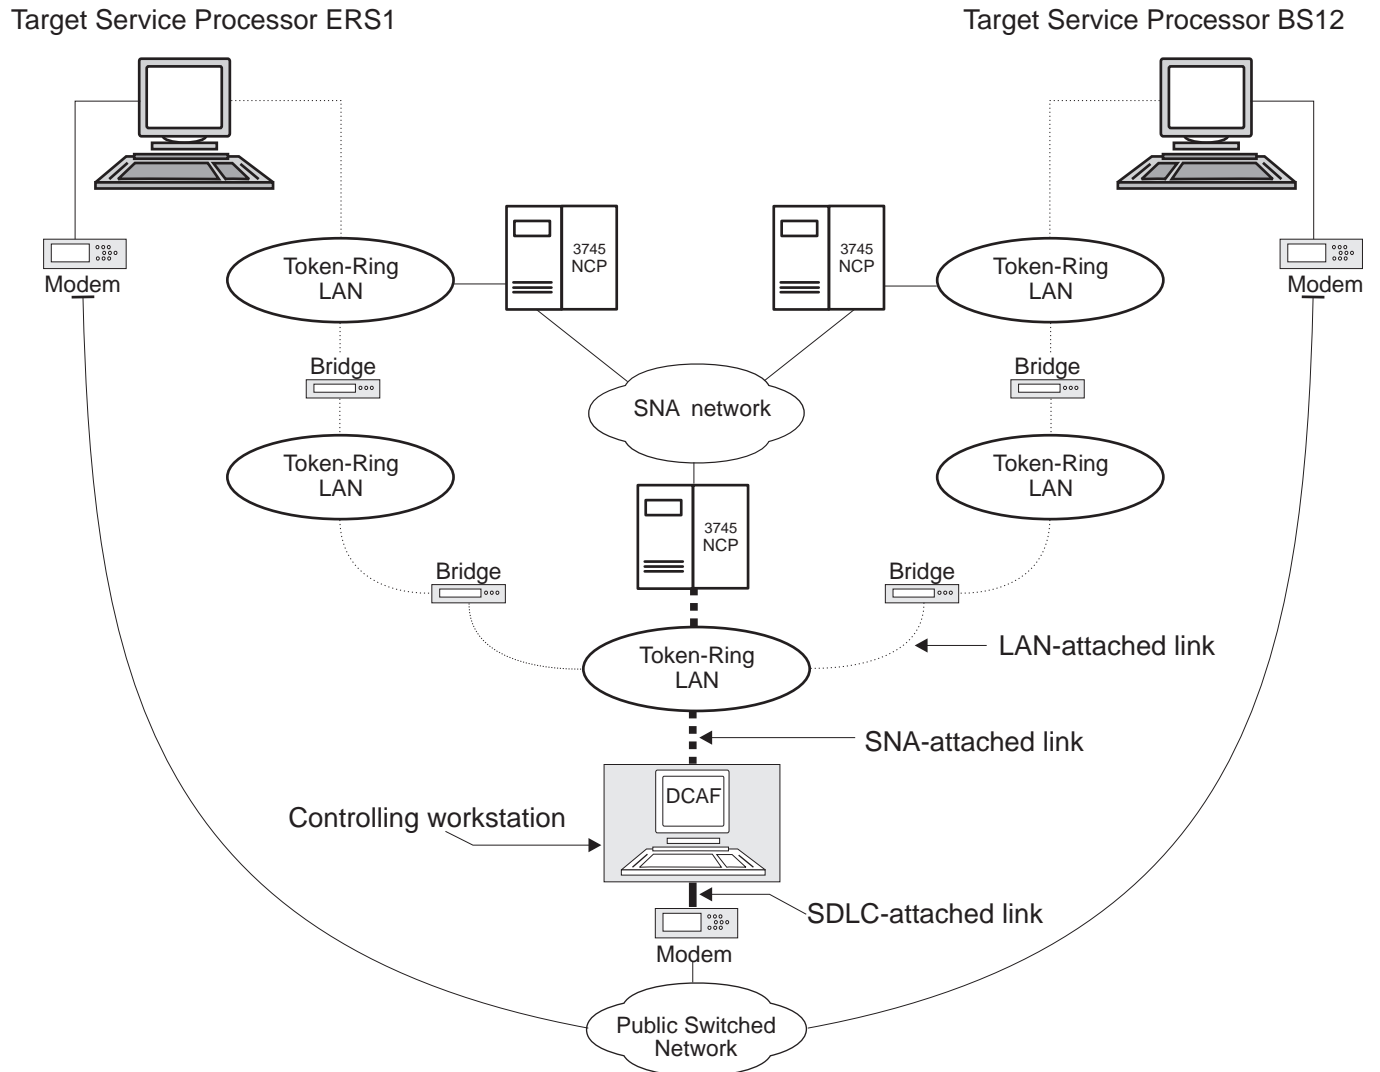 Target Service Processor ERS1
Target Service Processor BS12
3745
NCP
3745
NCP
Token-Ring
LAN
Token-Ring
LAN
Modem
Modem
Bridge
Bridge
SNA network
Token-Ring
LAN
Token-Ring
LAN
3745
NCP
Bridge
Bridge
LAN-attached link
Token-Ring
LAN
SNA-attached link
DCAF
Controlling workstation
SDLC-attached link
Modem
Public Switched
Network